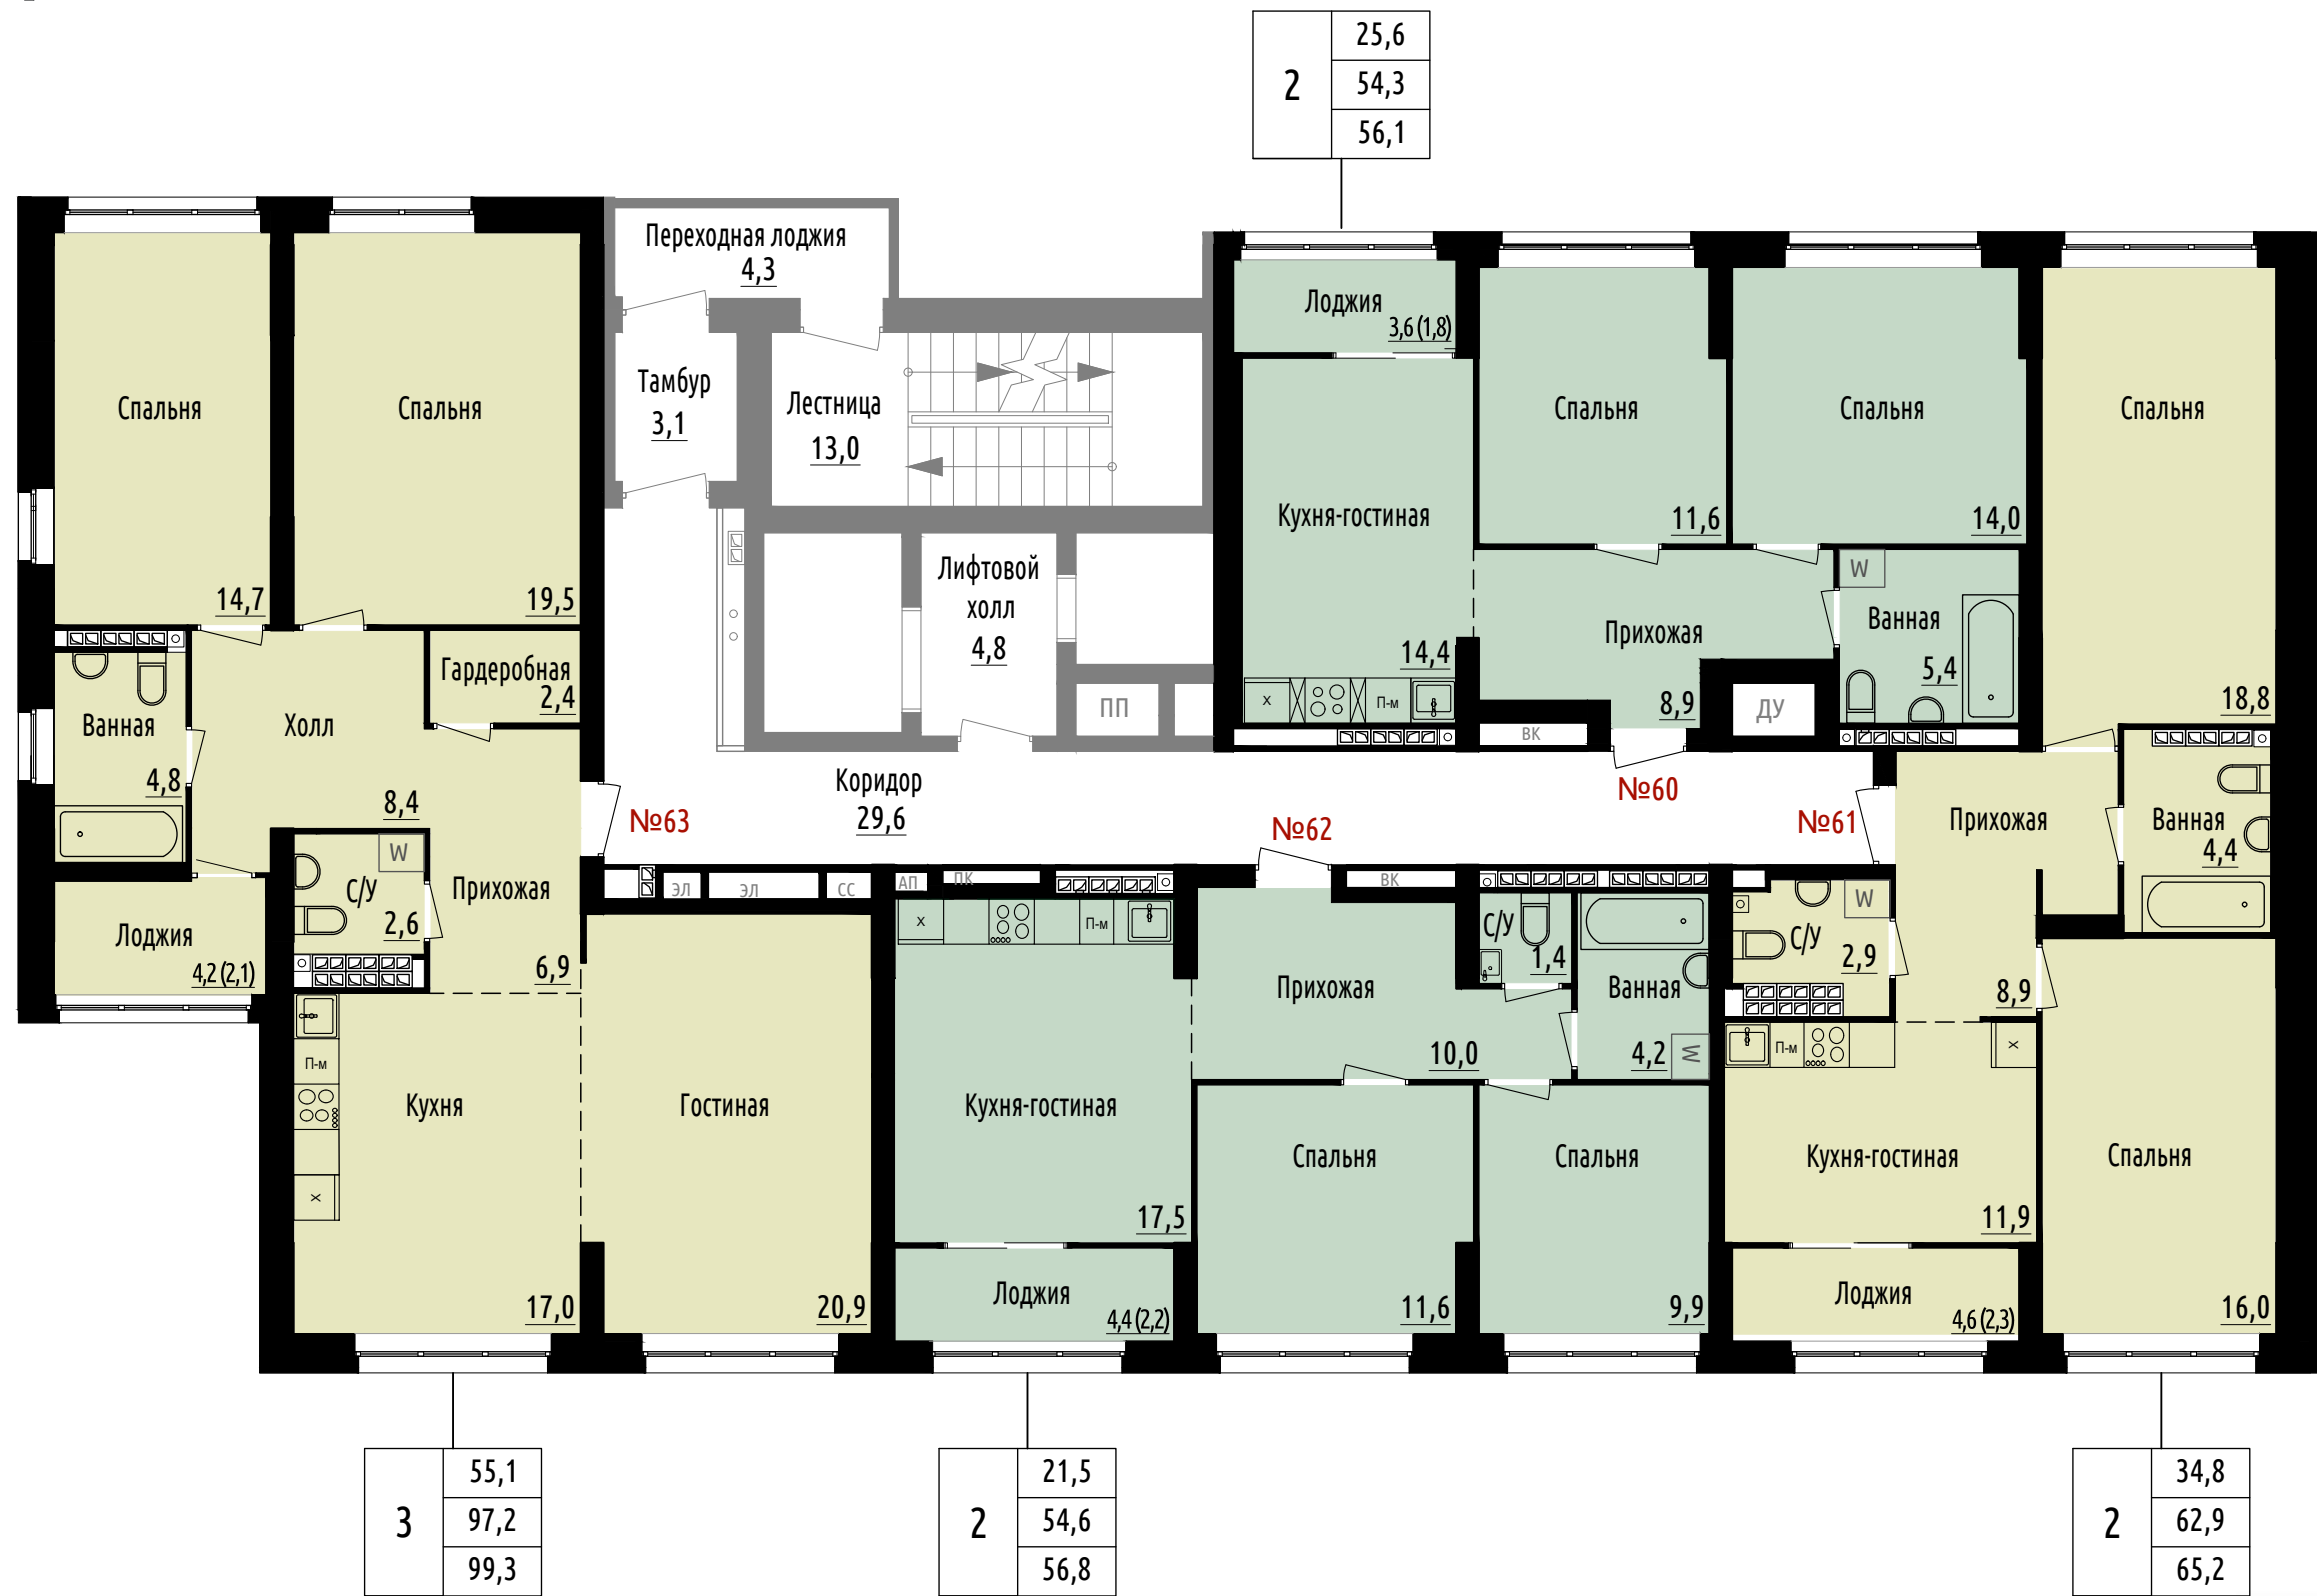 2
25,6
54,3
56,1
Переходная лоджия
4,3
Тамбур
3,1
Лестница
13,0
Лифтовой
холл
4,8
ПП
Коридор
29,6
Спальня
14,7
Спальня
19,5
Гардеробная
2,4
Ванная
4,8
Холл
8,4
С/У
2,6
W
Прихожая
6,9
Лоджия
4,2 (2,1)
№63
П-м
X
Кухня
17,0
Гостиная
20,9
ЭЛ
ЭЛ
СС
АП
ПК
ВК
Лоджия
3,6 (1,8)
Кухня-гостиная
14,4
X
П-м
Спальня
11,6
Спальня
14,0
Прихожая
8,9
W
Ванная
5,4
ВК
ДУ
№60
№62
№61
Спальня
18,8
Прихожая
8,9
Ванная
4,4
W
С/У
2,9
П-м
X
Кухня-гостиная
11,9
Лоджия
4,6 (2,3)
Спальня
16,0
X
П-м
Кухня-гостиная
17,5
Лоджия
4,4 (2,2)
Прихожая
10,0
С/У
1,4
Ванная
4,2
W
Спальня
11,6
Спальня
9,9
3
55,1
97,2
99,3
2
21,5
54,6
56,8
2
34,8
62,9
65,2